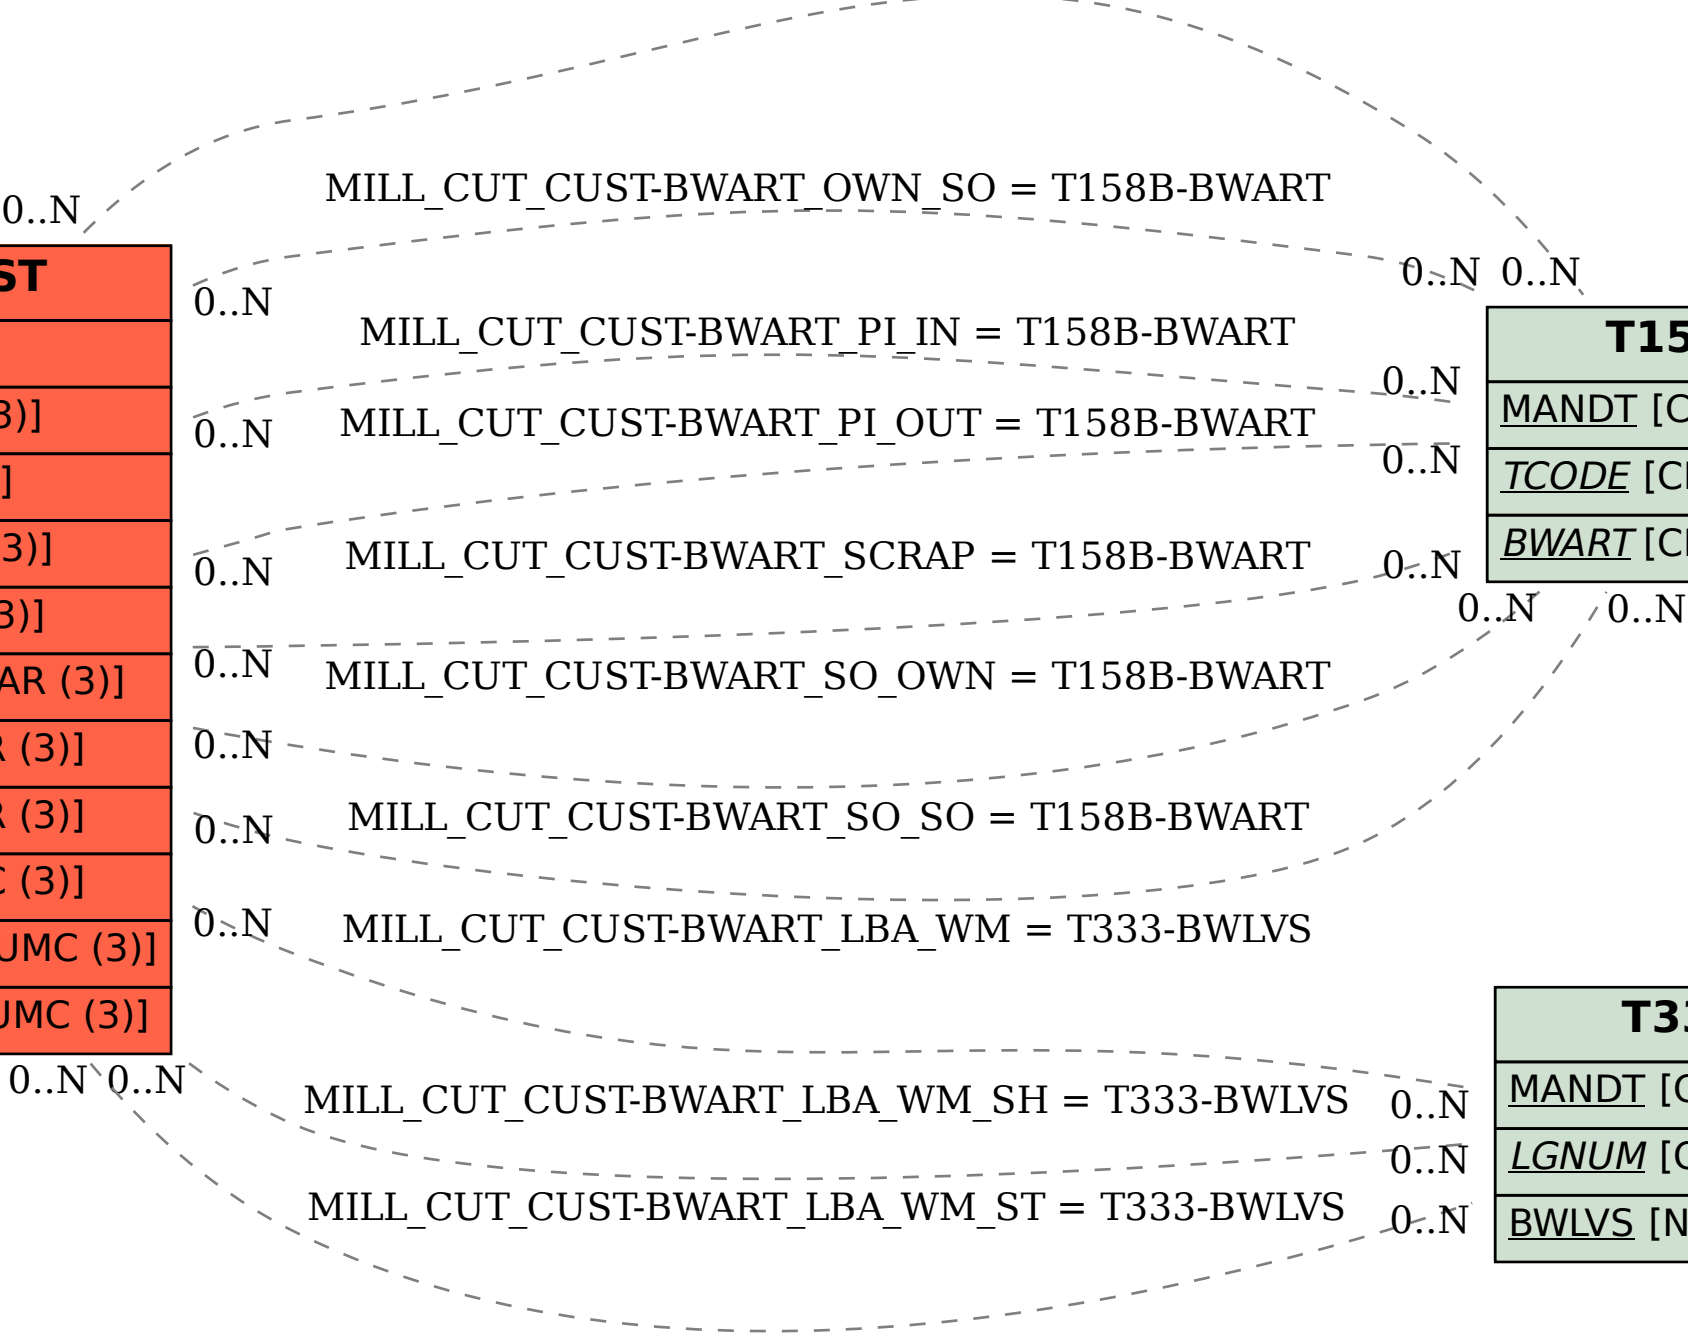 0..N
ST
3)]
]
(3)]
3)]
AR (3)]
R (3)]
R (3)]
C (3)]
UMC (3)]
UMC (3)]
0..N 0..N
MILL_CUT_CUST-BWART_OWN_SO = T158B-BWART
0..N
0..N 0..N
MILL_CUT_CUST-BWART_PI_IN = T158B-BWART
0..N
0..N
MILL_CUT_CUST-BWART_PI_OUT = T158B-BWART
0..N
0..N
MILL_CUT_CUST-BWART_SCRAP = T158B-BWART
0..N
0..N
MILL_CUT_CUST-BWART_SO_OWN = T158B-BWART
0..N
0..N 0..N
MILL_CUT_CUST-BWART_SO_SO = T158B-BWART
0..N
MILL_CUT_CUST-BWART_LBA_WM = T333-BWLVS
0..N
MILL_CUT_CUST-BWART_LBA_WM_SH = T333-BWLVS
0..N
0..N
MILL_CUT_CUST-BWART_LBA_WM_ST = T333-BWLVS
0..N
T15
MANDT [C
TCODE [C
BWART [C
T33
MANDT [C
LGNUM [C
BWLVS [N